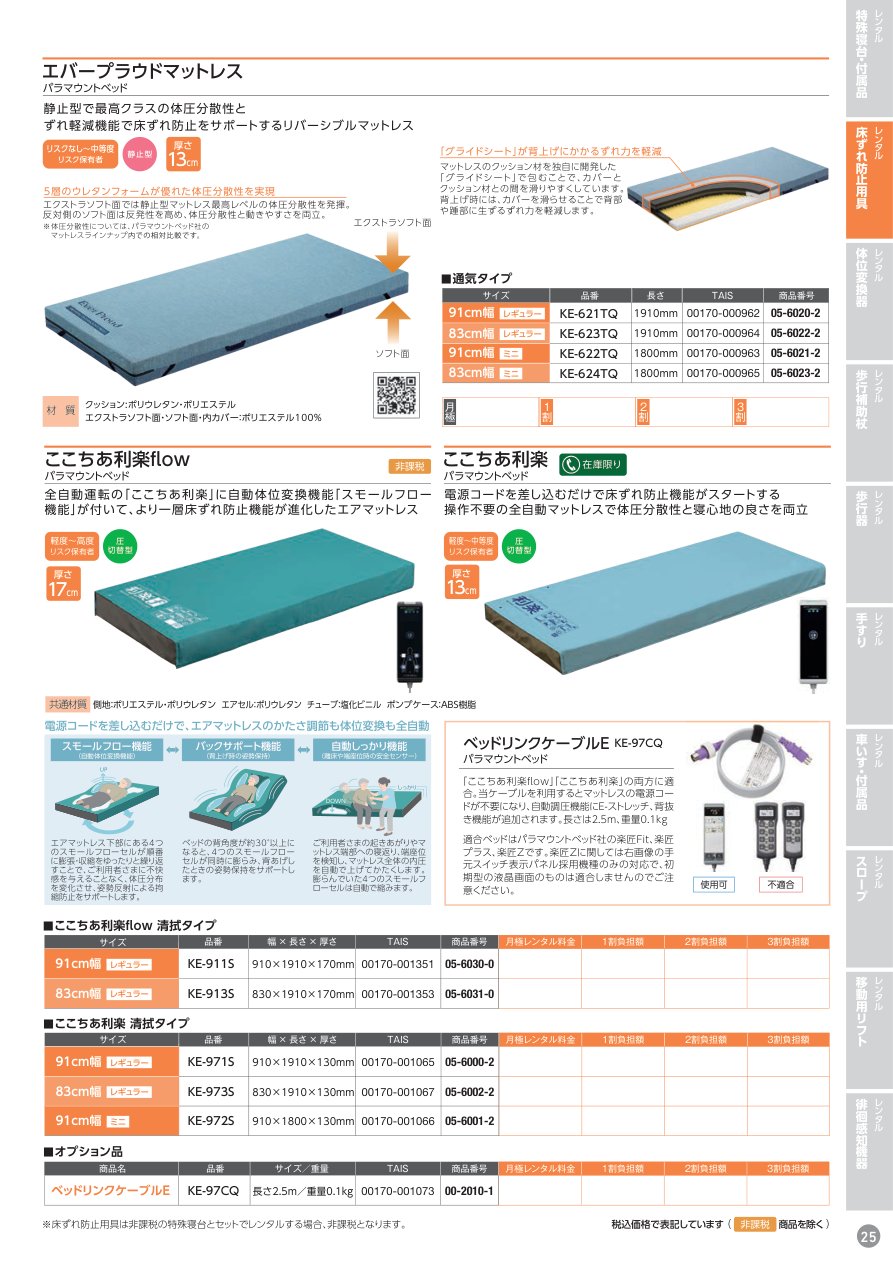 エバープラウドマットレス
パラマウントベッド
静止型で最高クラスの体圧分散性と
ずれ軽減機能で床ずれ防止をサポートするリバーシブルマットレス
リスクなし〜中等度
リスク保有者
静止型
厚さ
13cm
5層のウレタンフォームが優れた体圧分散性を実現
エクストラソフト面では静止型マットレス最高レベルの体圧分散性を発揮。
反対側のソフト面は反発性を高め、体圧分散性と動きやすさを両立。
※体圧分散性については、パラマウントベッド社の
マットレスラインナップ内での相対比較です。
エクストラソフト面
Ever Proud
ソフト面
材 質
クッション:ポリウレタン・ポリエステル
エクストラソフト面・ソフト面・内カバー:ポリエステル100%
「グライドシート」が背上げにかかるずれ力を軽減
マットレスのクッション材を独自に開発した
「グライドシート」で包むことで、カバーと
クッション材との間を滑りやすくしています。
背上げ時には、カバーを滑らせることで背部
や踵部に生ずるずれ力を軽減します。
■通気タイプ
サイズ 品番 長さ TAIS 商品番号
91cm幅 レギュラー KE-621TQ 1910mm 00170-000962 05-6020-2
83cm幅 レギュラー KE-623TQ 1910mm 00170-000964 05-6022-2
91cm幅 ミニ KE-622TQ 1800mm 00170-000963 05-6021-2
83cm幅 ミニ KE-624TQ 1800mm 00170-000965 05-6023-2
月極 1割 2割 3割
ここちあ利楽flow
非課税
パラマウントベッド
全自動運転の「ここちあ利楽」に自動体位変換機能「スモールフロー
機能」が付いて、より一層床ずれ防止機能が進化したエアマットレス
軽度〜高度
リスク保有者
圧
切替型
厚さ
17cm
利楽
ここちあ利楽
在庫限り
パラマウントベッド
電源コードを差し込むだけで床ずれ防止機能がスタートする
操作不要の全自動マットレスで体圧分散性と寝心地の良さを両立
軽度〜中等度
リスク保有者
圧
切替型
厚さ
13cm
利楽
共通材質 側地:ポリエステル・ポリウレタン エアセル:ポリウレタン チューブ:塩化ビニル ポンプケース:ABS樹脂
電源コードを差し込むだけで、エアマットレスのかたさ調節も体位変換も全自動
スモールフロー機能
(自動体位変換機能)
UP
エアマットレス下部にある4つ
のスモールフローセルが順番
に膨張・収縮をゆったりと繰り返
すことで、ご利用者さまに不快
感を与えることなく、体圧分布
を変化させ、姿勢反射による拘
縮防止をサポートします。
バックサポート機能
(背上げ時の姿勢保持)
ベッドの背角度が約30°以上に
なると、4つのスモールフロー
セルが同時に膨らみ、背あげし
たときの姿勢保持をサポートし
ます。
自動しっかり機能
(離床や端座位時の安全センサー)
しっかり
DOWN
ご利用者さまの起きあがりやマ
ットレス端部への寝返り、端座位
を検知し、マットレス全体の内圧
を自動で上げてかたくします。
膨らんでいた4つのスモールフ
ローセルは自動で縮みます。
ベッドリンクケーブルE KE-97CQ
パラマウントベッド
「ここちあ利楽flow」「ここちあ利楽」の両方に適
合。当ケーブルを利用するとマットレスの電源コー
ドが不要になり、自動調圧機能にE-ストレッチ、背抜
き機能が追加されます。長さは2.5m、重量0.1kg
適合ベッドはパラマウントベッド社の楽匠Fit、楽匠
プラス、楽匠Zです。楽匠Zに関しては右画像の手
元スイッチ表示パネル採用機種のみの対応で、初
期型の液晶画面のものは適合しませんのでご注
意ください。
使用可
不適合
■ここちあ利楽flow 清拭タイプ
サイズ 品番 幅×長さ×厚さ TAIS 商品番号 月極レンタル料金 1割負担額 2割負担額 3割負担額
91cm幅 レギュラー KE-911S 910×1910×170mm 00170-001351 05-6030-0
83cm幅 レギュラー KE-913S 830×1910×170mm 00170-001353 05-6031-0
■ここちあ利楽 清拭タイプ
サイズ 品番 幅×長さ×厚さ TAIS 商品番号 月極レンタル料金 1割負担額 2割負担額 3割負担額
91cm幅 レギュラー KE-971S 910×1910×130mm 00170-001065 05-6000-2
83cm幅 レギュラー KE-973S 830×1910×130mm 00170-001067 05-6002-2
91cm幅 ミニ KE-972S 910×1800×130mm 00170-001066 05-6001-2
■オプション品
商品名 品番 サイズ／重量 TAIS 商品番号 月極レンタル料金 1割負担額 2割負担額 3割負担額
ベッドリンクケーブルE KE-97CQ 長さ2.5m／重量0.1kg 00170-001073 00-2010-1
※床ずれ防止用具は非課税の特殊寝台とセットでレンタルする場合、非課税となります。
税込価格で表記しています（ 非課税 商品を除く）
レンタル
特殊寝台・付属品
レンタル
床ずれ防止用具
レンタル
体位変換器
レンタル
歩行補助杖
レンタル
歩行器
レンタル
手すり
レンタル
車いす・付属品
レンタル
スロープ
レンタル
移動用リフト
レンタル
徘徊感知機器
25